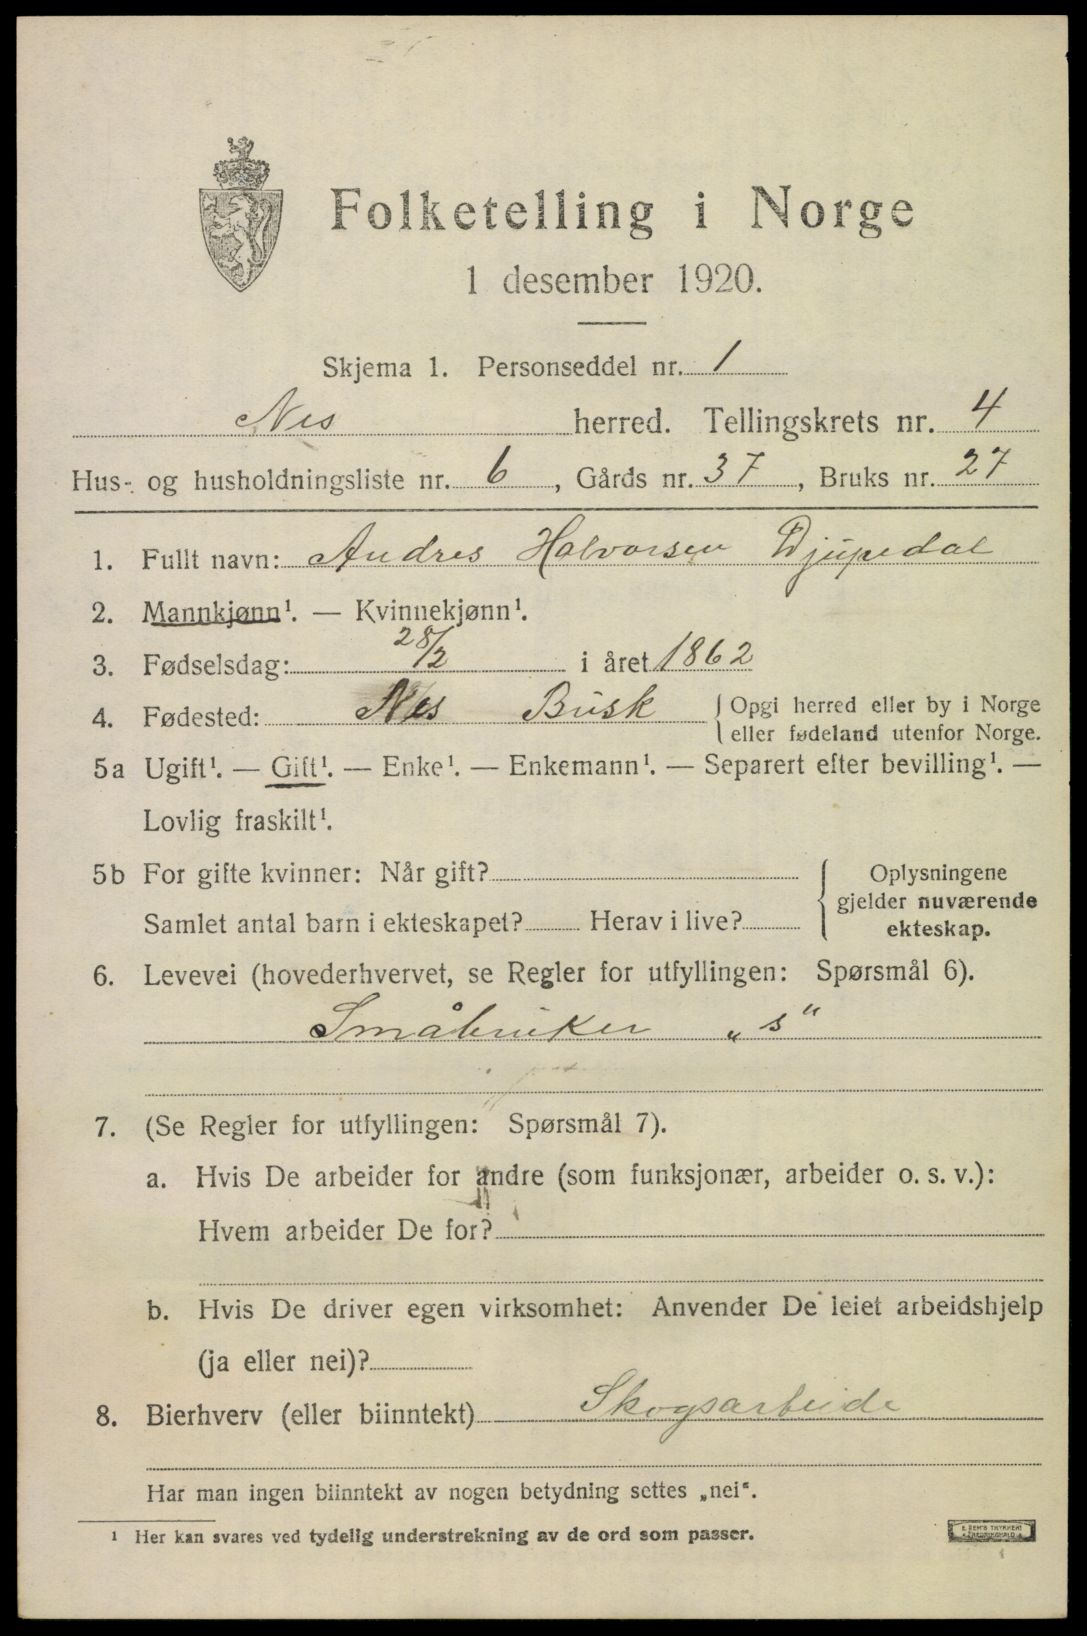 Folketelling i Norge
1 desember 1920.
Skjema 1. Personseddel nr. 1
Nes herred. Tellingskrets nr. 4
Hus- og husholdningsliste nr. 6, Gårds nr. 37, Bruks nr. 27
1. Fullt navn: Andres Halvorsen Djupedal
2. Mannkjønn¹. — Kvinnekjønn¹.
3. Fødselsdag: 28/2 i året 1862
4. Fødested: Nes Busk { Opgi herred eller by i Norge
eller fødeland utenfor Norge.
5a Ugift¹. — Gift¹. — Enke¹. — Enkemann¹. — Separert efter bevilling¹. —
Lovlig fraskilt¹.
5b For gifte kvinner: Når gift? { Oplysningene
gjelder nuværende
Samlet antal barn i ekteskapet? Herav i live? ekteskap.
6. Levevei (hovederhvervet, se Regler for utfyllingen: Spørsmål 6).
Småbruker „s"
7. (Se Regler for utfyllingen: Spørsmål 7).
a. Hvis De arbeider for andre (som funksjonær, arbeider o. s. v.):
Hvem arbeider De for?
b. Hvis De driver egen virksomhet: Anvender De leiet arbeidshjelp
(ja eller nei)?
8. Bierhverv (eller biinntekt) Skogsarbeide
Har man ingen biinntekt av nogen betydning settes „nei".
¹ Her kan svares ved tydelig understrekning av de ord som passer.